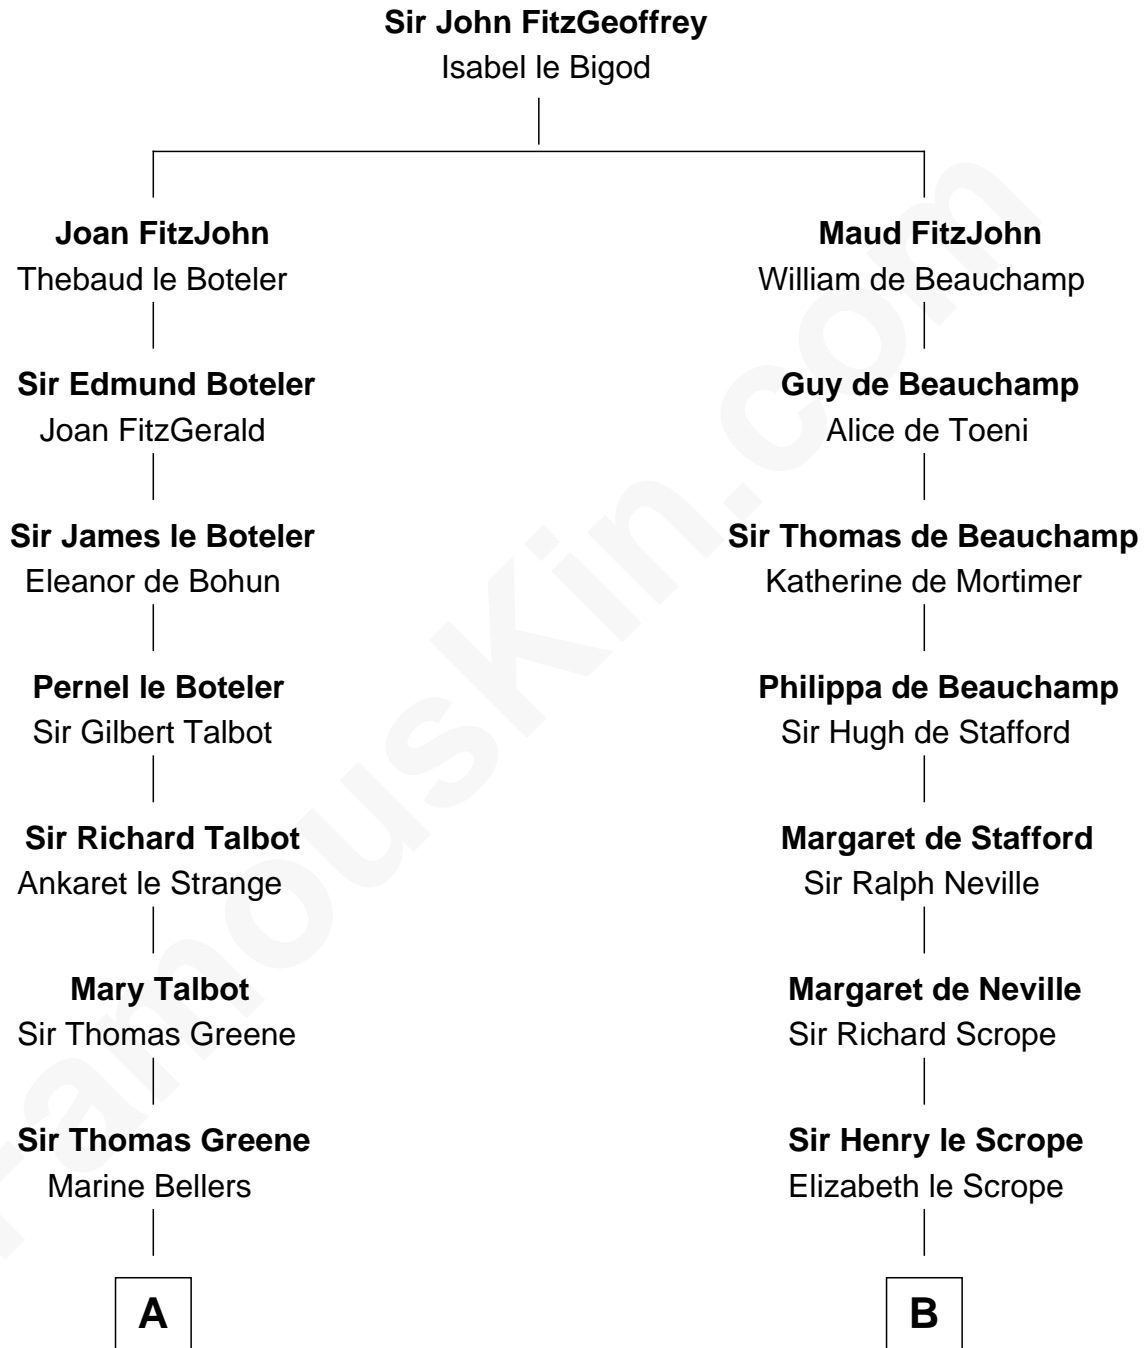 Sir John FitzGeoffrey
Isabel le Bigod
Joan FitzJohn
Thebaud le Boteler
Maud FitzJohn
William de Beauchamp
Sir Edmund Boteler
Joan FitzGerald
Guy de Beauchamp
Alice de Toeni
Sir James le Boteler
Eleanor de Bohun
Sir Thomas de Beauchamp
Katherine de Mortimer
Pernel le Boteler
Sir Gilbert Talbot
Philippa de Beauchamp
Sir Hugh de Stafford
Sir Richard Talbot
Ankaret le Strange
Margaret de Stafford
Sir Ralph Neville
Mary Talbot
Sir Thomas Greene
Margaret de Neville
Sir Richard Scrope
Sir Thomas Greene
Marine Bellers
Sir Henry le Scrope
Elizabeth le Scrope
A
B
FamousKin.com